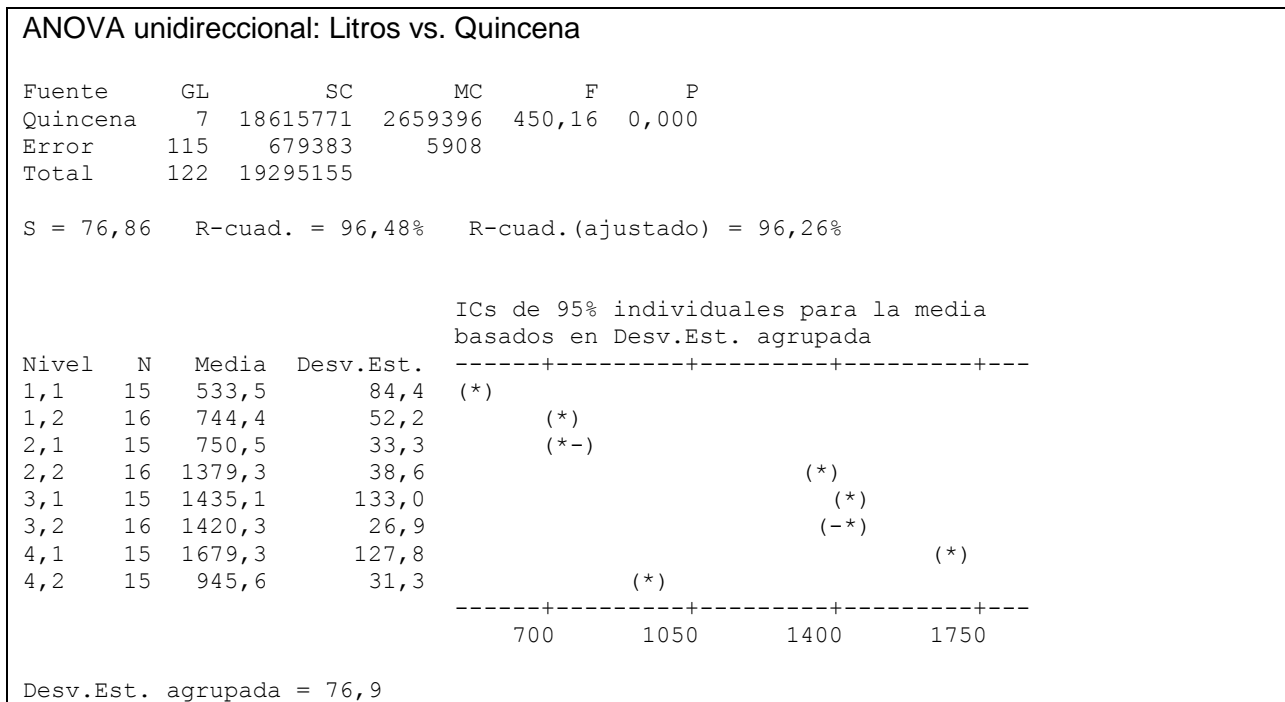 ANOVA unidireccional: Litros vs. Quincena
Fuente      GL        SC       MC       F      P
Quincena     7  18615771  2659396  450,16  0,000
Error      115    679383     5908
Total      122  19295155
S = 76,86   R-cuad. = 96,48%   R-cuad.(ajustado) = 96,26%
                              ICs de 95% individuales para la media
                              basados en Desv.Est. agrupada
Nivel   N   Media  Desv.Est.  ------+---------+---------+---------+---
1,1    15   533,5       84,4  (*)
1,2    16   744,4       52,2        (*)
2,1    15   750,5       33,3        (*-)
2,2    16  1379,3       38,6                          (*)
3,1    15  1435,1      133,0                            (*)
3,2    16  1420,3       26,9                           (-*)
4,1    15  1679,3      127,8                                   (*)
4,2    15   945,6       31,3              (*)
                              ------+---------+---------+---------+---
                                  700      1050      1400      1750
Desv.Est. agrupada = 76,9